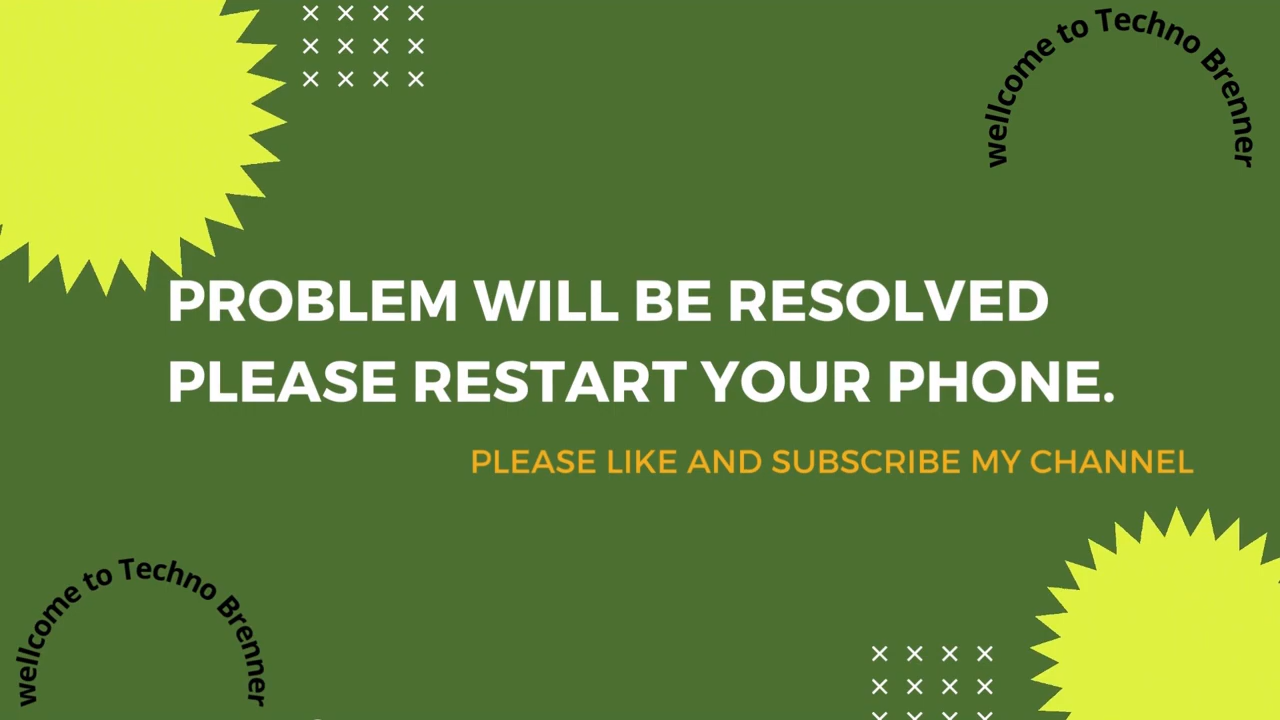 wellcome to Techno Brenner
PROBLEM WILL BE RESOLVED
PLEASE RESTART YOUR PHONE.
PLEASE LIKE AND SUBSCRIBE MY CHANNEL
wellcome to Techno Brenner